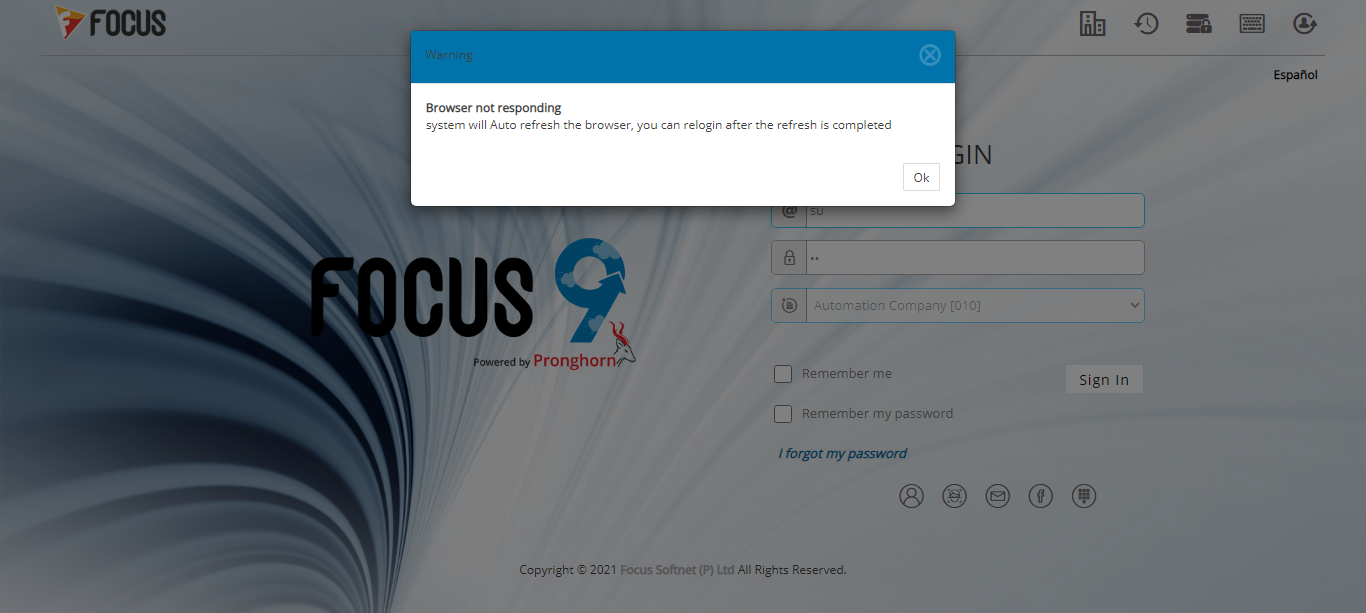 FOCUS
Español
Warning
Browser not responding
system will Auto refresh the browser, you can relogin after the refresh is completed
Ok
GIN
@ su
••
Automation Company [010]
Remember me
Sign In
Remember my password
I forgot my password
FOCUS 9
Powered by Pronghorn
Copyright © 2021 Focus Softnet (P) Ltd All Rights Reserved.